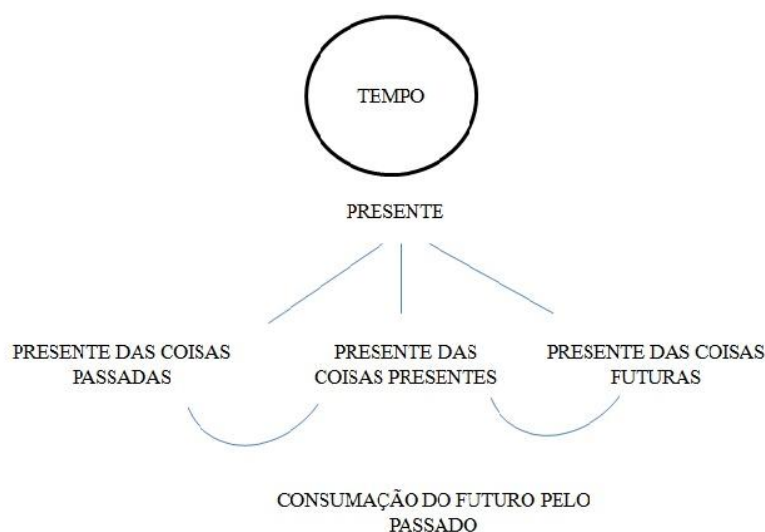 TEMPO
PRESENTE
PRESENTE DAS COISAS
PASSADAS
PRESENTE DAS
COISAS PRESENTES
PRESENTE DAS COISAS
FUTURAS
CONSUMAÇÃO DO FUTURO PELO
PASSADO